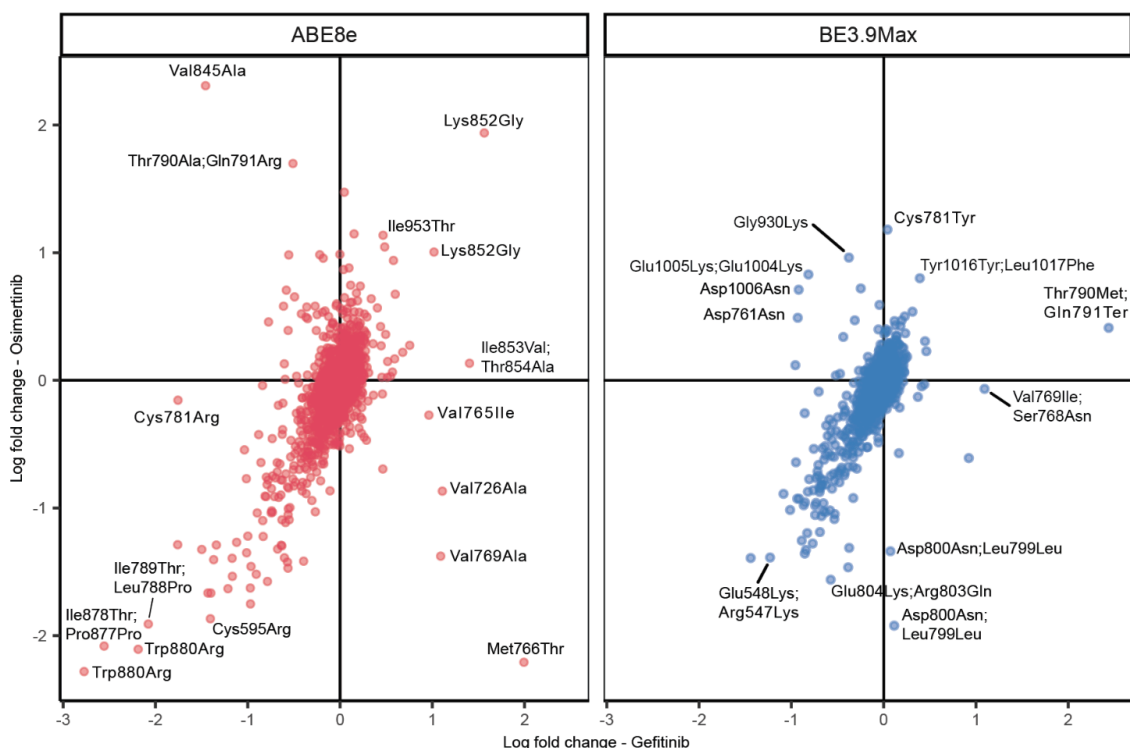 ABE8e
BE3.9Max
Log fold change - Osimertinib
2
1
0
-1
-2
Val845Ala
Lys852Gly
Thr790Ala;Gln791Arg
Ile953Thr
Lys852Gly
Ile853Val;
Thr854Ala
Cys781Arg
Val765Ile
Val726Ala
Val769Ala
Ile789Thr;
Leu788Pro
Ile878Thr;
Pro877Pro
Cys595Arg
Trp880Arg
Trp880Arg
Met766Thr
Gly930Lys
Cys781Tyr
Glu1005Lys;Glu1004Lys
Tyr1016Tyr;Leu1017Phe
Asp1006Asn
Thr790Met;
Gln791Ter
Asp761Asn
Val769Ile;
Ser768Asn
Asp800Asn;Leu799Leu
Glu548Lys;
Arg547Lys
Glu804Lys;Arg803Gln
Asp800Asn;
Leu799Leu
-3 -2 -1 0 1 2
-3 -2 -1 0 1 2
Log fold change - Gefitinib